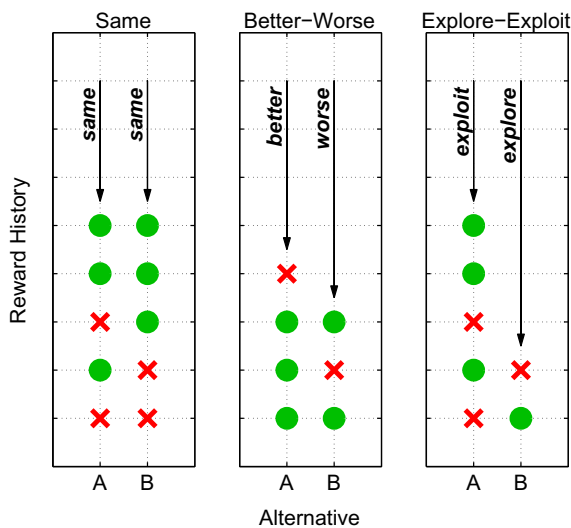 Same
Better−Worse
Explore−Exploit
same
same
better
worse
exploit
explore
Reward History
A
B
A
B
A
B
Alternative